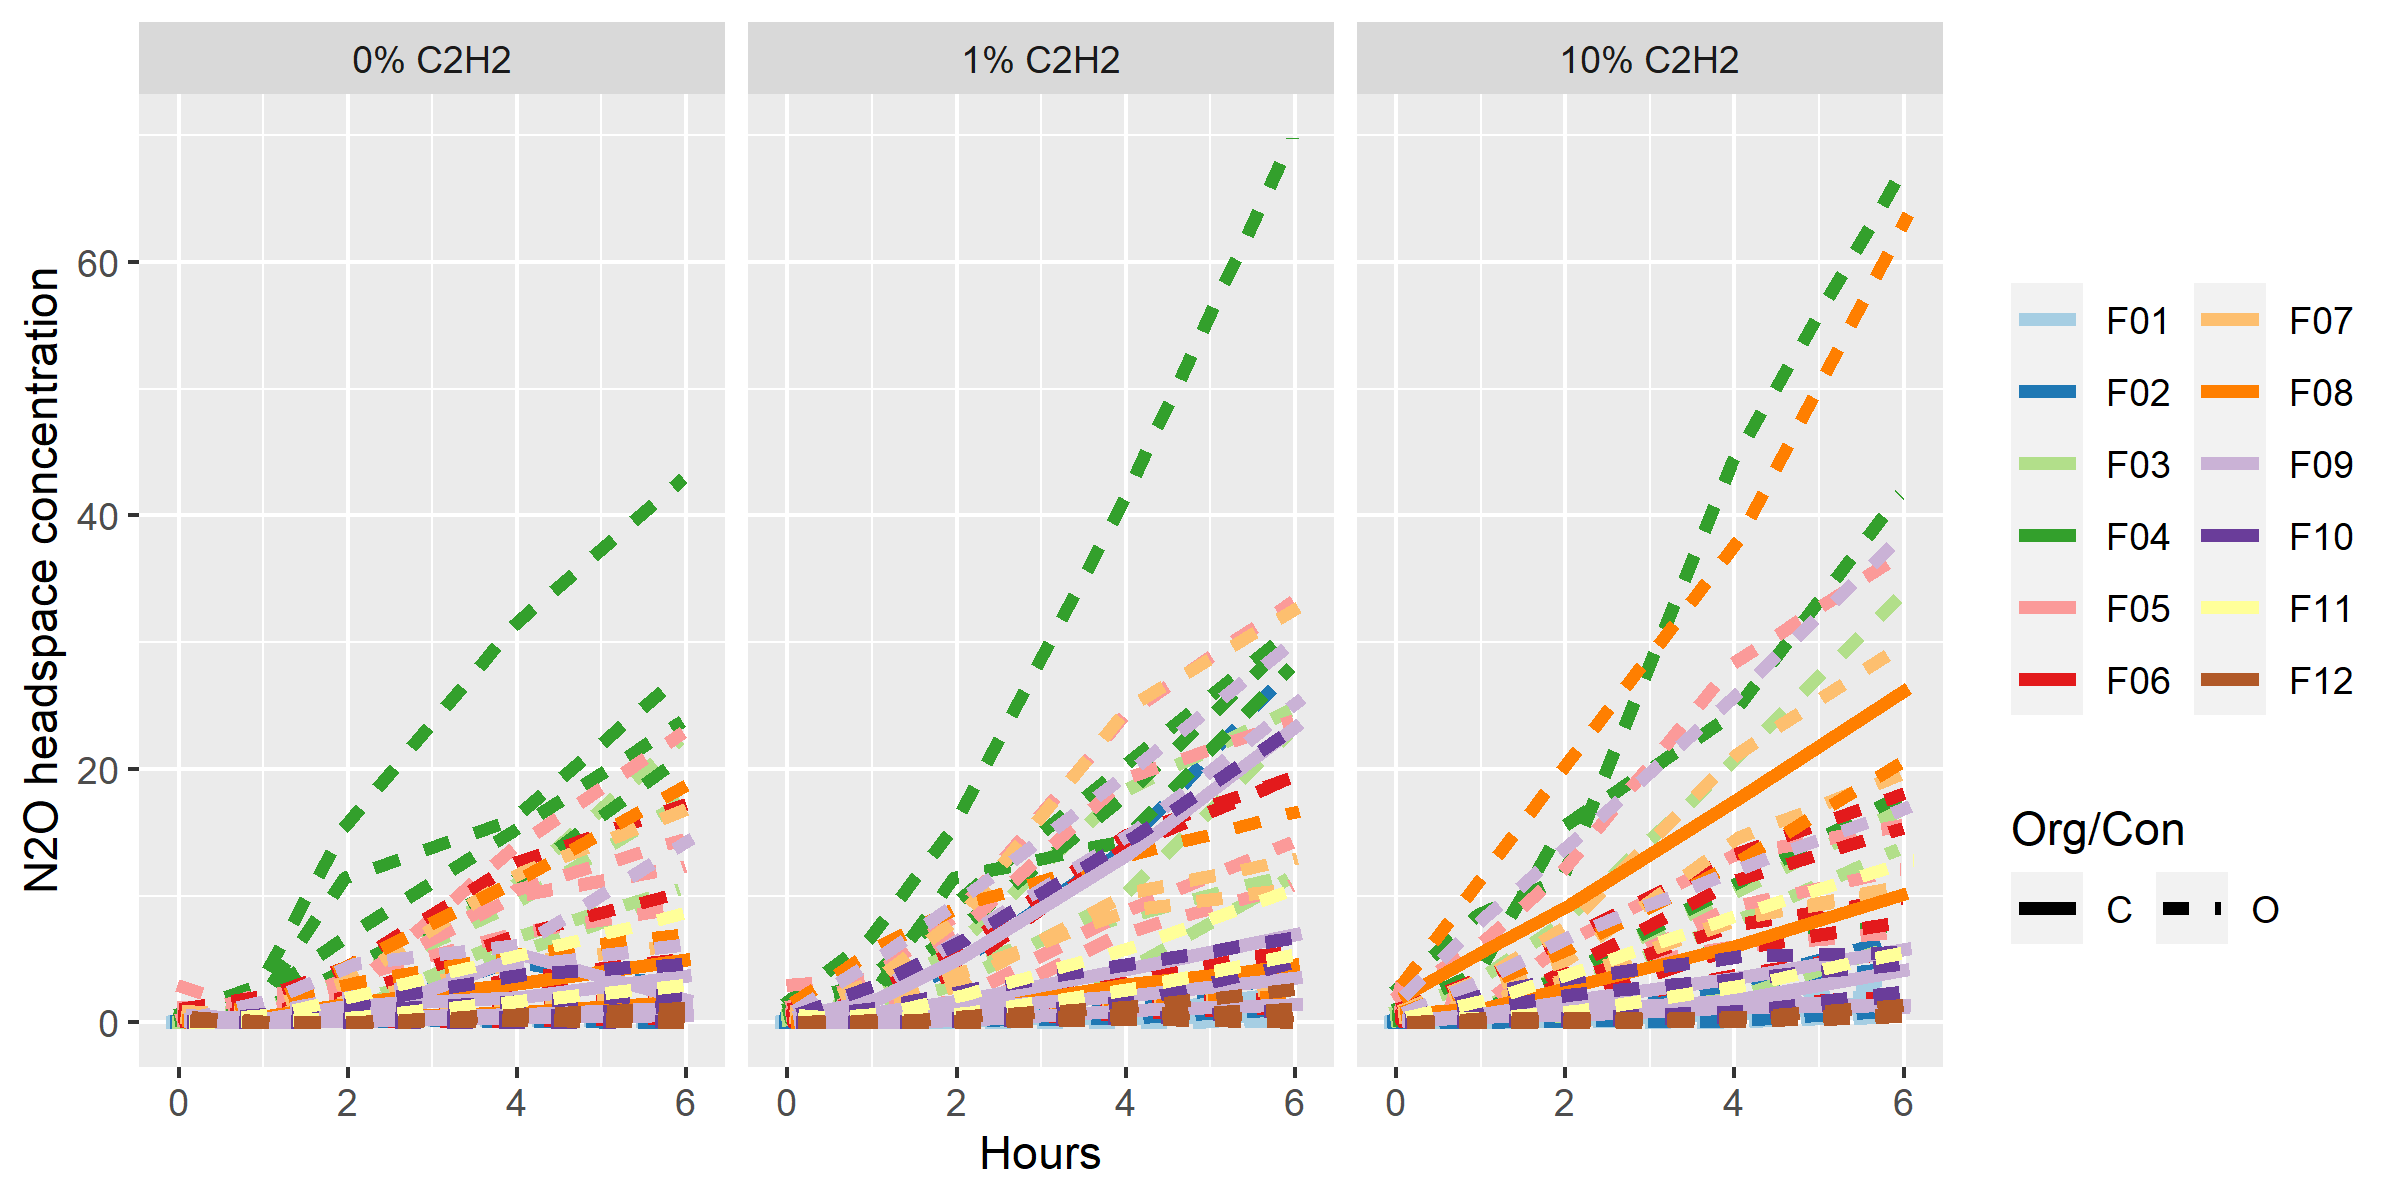 0% C2H2
1% C2H2
10% C2H2
N2O headspace concentration
60
40
20
0
0 2 4 6
0 2 4 6
0 2 4 6
Hours
F01 F07
F02 F08
F03 F09
F04 F10
F05 F11
F06 F12
Org/Con
C O